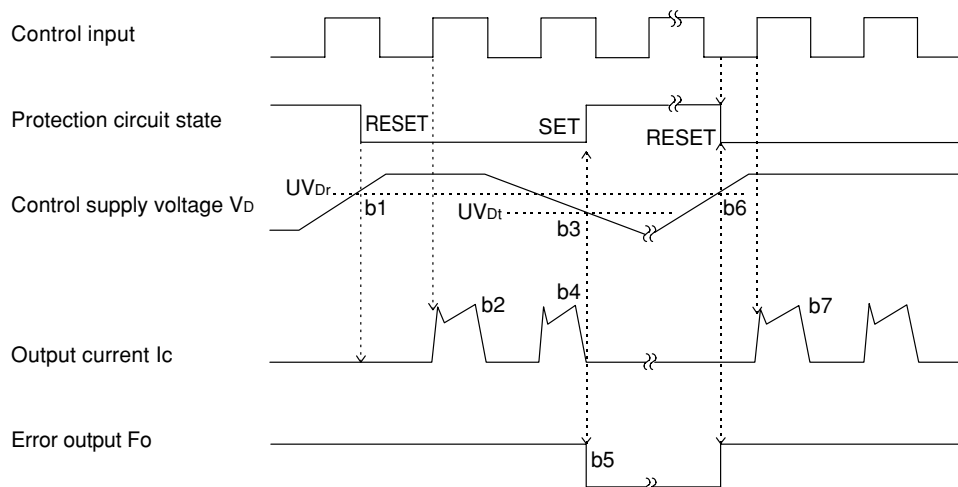 Control input
Protection circuit state
RESET
SET
RESET
Control supply voltage VD
UVDr
b1
UVDt
b3
b6
b2
b4
b7
Output current Ic
Error output Fo
b5